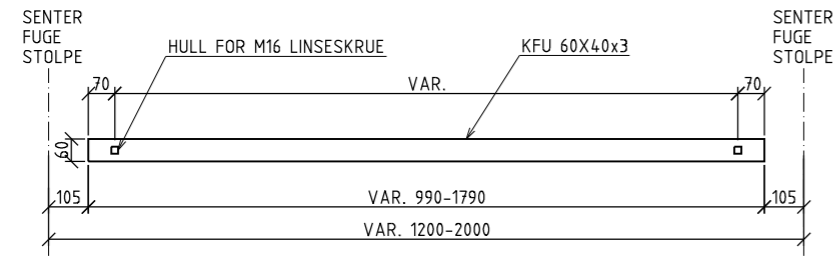 SENTER
FUGE
STOLPE
HULL FOR M16 LINSESKRUE
KFU 60X40x3
SENTER
FUGE
STOLPE
70
VAR.
70
60
105
VAR. 990-1790
105
VAR. 1200-2000